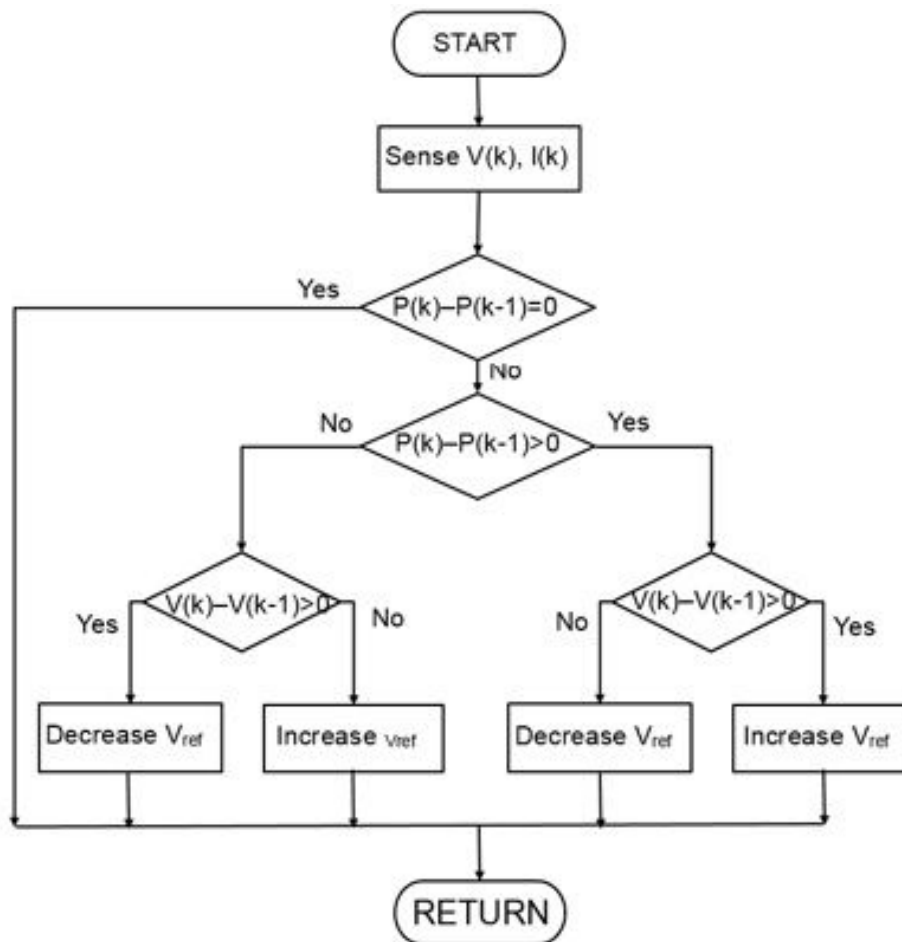 START
Sense V(k), I(k)
Yes
P(k)–P(k-1)=0
No
No
P(k)–P(k-1)>0
Yes
V(k)–V(k-1)>0
V(k)–V(k-1)>0
Yes
No
No
Yes
Decrease Vref
Increase Vref
Decrease Vref
Increase Vref
RETURN